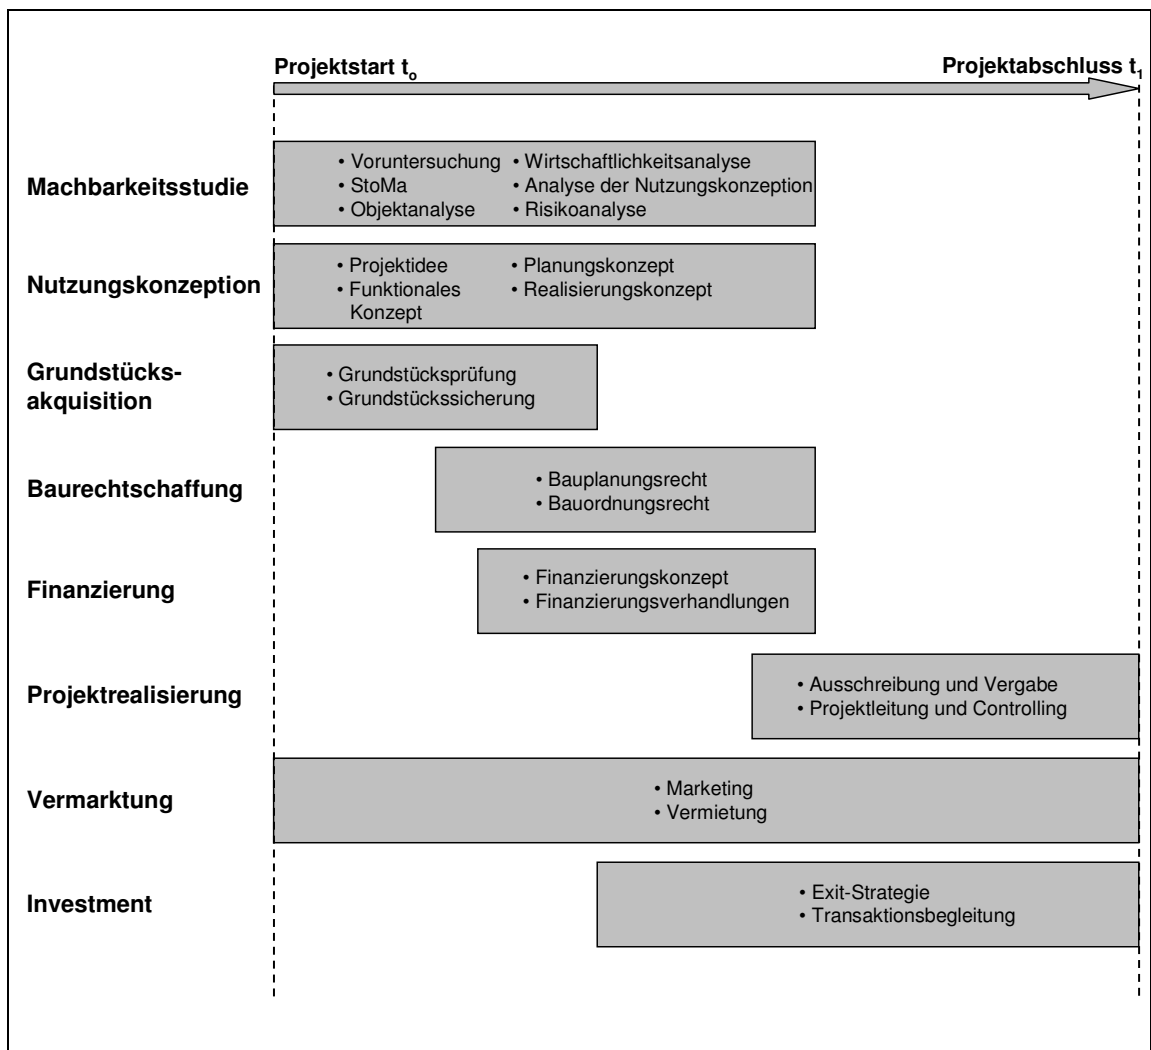 Projektstart to
Projektabschluss t1
Machbarkeitsstudie
• Voruntersuchung
• StoMa
• Objektanalyse
• Wirtschaftlichkeitsanalyse
• Analyse der Nutzungskonzeption
• Risikoanalyse
Nutzungskonzeption
• Projektidee
• Funktionales
Konzept
• Planungskonzept
• Realisierungskonzept
Grundstücks-
akquisition
• Grundstücksprüfung
• Grundstückssicherung
Baurechtschaffung
• Bauplanungsrecht
• Bauordnungsrecht
Finanzierung
• Finanzierungskonzept
• Finanzierungsverhandlungen
Projektrealisierung
• Ausschreibung und Vergabe
• Projektleitung und Controlling
Vermarktung
• Marketing
• Vermietung
Investment
• Exit-Strategie
• Transaktionsbegleitung